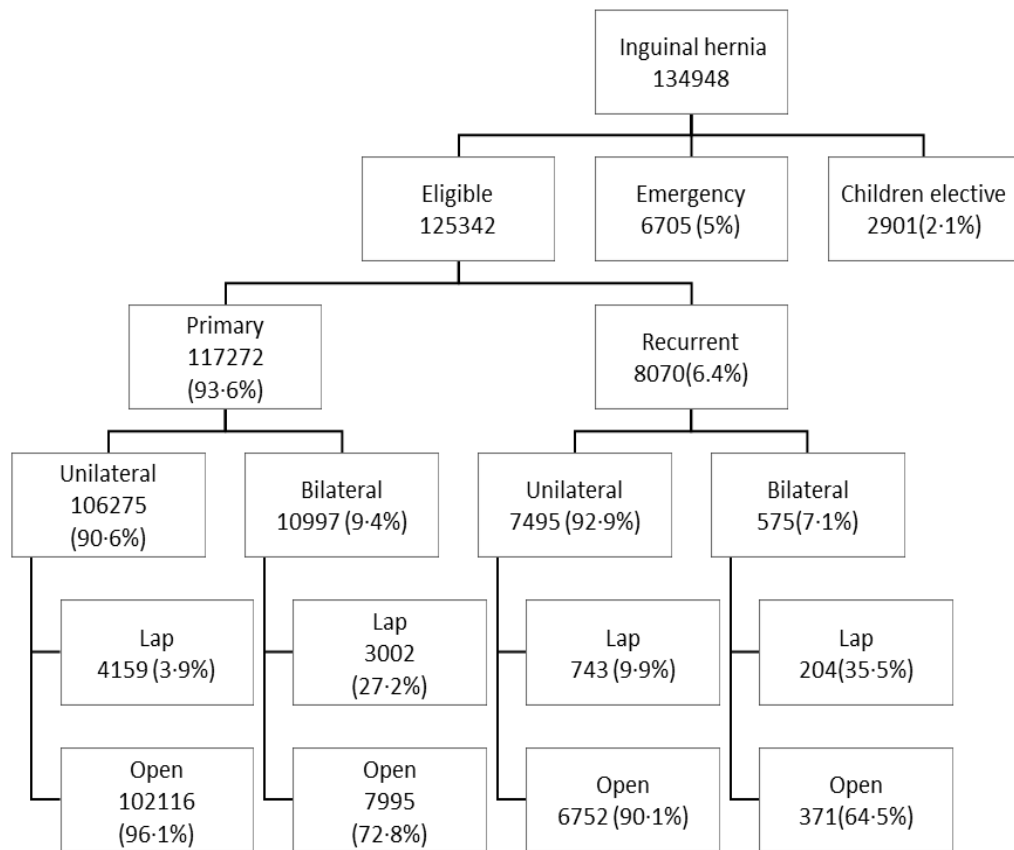 Inguinal hernia
134948
Eligible
125342
Emergency
6705 (5%)
Children elective
2901(2·1%)
Primary
117272
(93·6%)
Recurrent
8070(6.4%)
Unilateral
106275
(90·6%)
Bilateral
10997 (9·4%)
Unilateral
7495 (92·9%)
Bilateral
575(7·1%)
Lap
4159 (3·9%)
Lap
3002
(27·2%)
Lap
743 (9·9%)
Lap
204(35·5%)
Open
102116
(96·1%)
Open
7995
(72·8%)
Open
6752 (90·1%)
Open
371(64·5%)